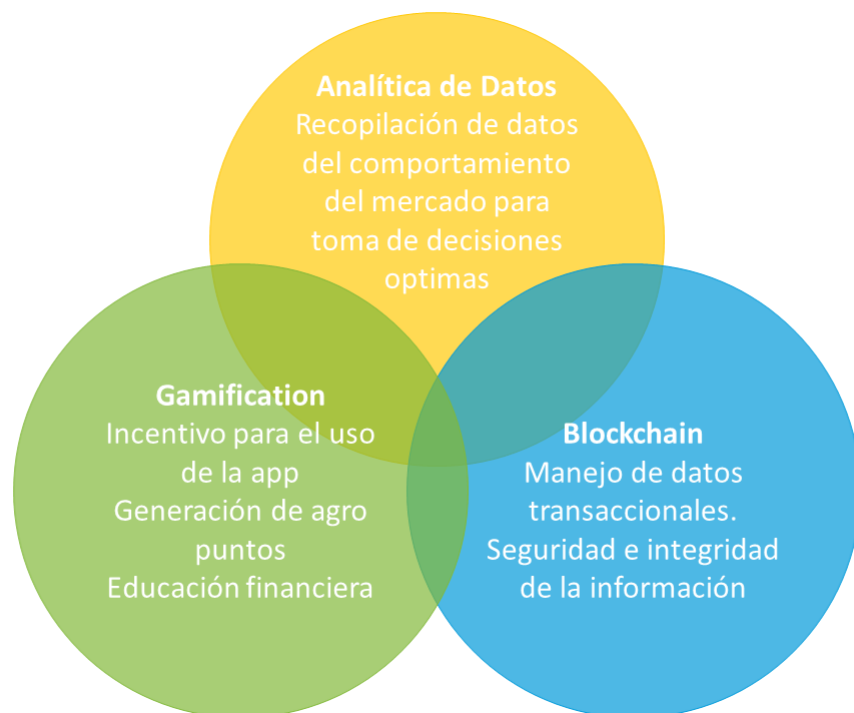 Analítica de Datos
Recopilación de datos
del comportamiento
del mercado para
toma de decisiones
optimas
Gamification
Incentivo para el uso
de la app
Generación de agro
puntos
Educación financiera
Blockchain
Manejo de datos
transaccionales.
Seguridad e integridad
de la información